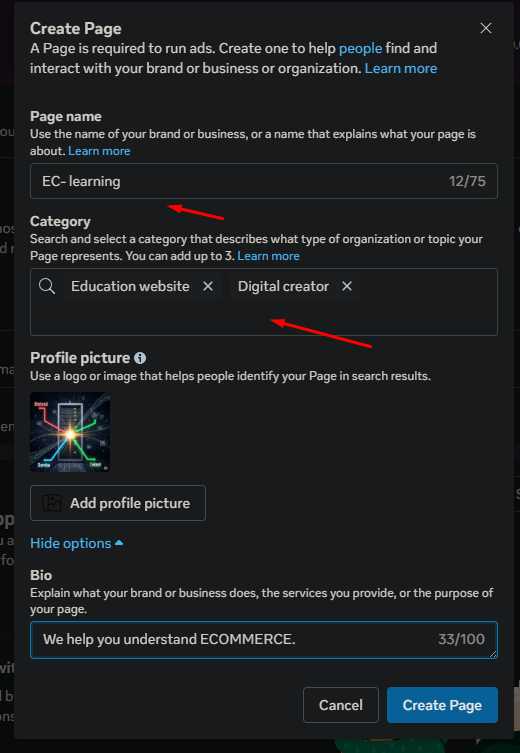 Create Page
A Page is required to run ads. Create one to help people find and
interact with your brand or business or organization. Learn more
Page name
Use the name of your brand or business, or a name that explains what your page is
about. Learn more
EC- learning 12/75
Category
Search and select a category that describes what type of organization or topic your
Page represents. You can add up to 3. Learn more
Education website Digital creator
Profile picture
Use a logo or image that helps people identify your Page in search results.
Add profile picture
Hide options
Bio
Explain what your brand or business does, the services you provide, or the purpose of
your page.
We help you understand ECOMMERCE. 33/100
Cancel Create Page